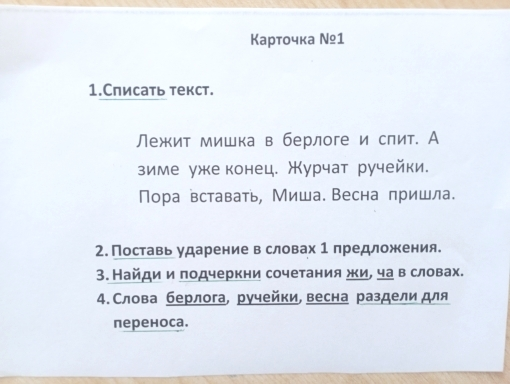 Карточка №1
1.Списать текст.
Лежит мишка в берлоге и спит. А
зиме уже конец. Журчат ручейки.
Пора вставать, Миша. Весна пришла.
2. Поставь ударение в словах 1 предложения.
3. Найди и подчеркни сочетания жи, ча в словах.
4. Слова берлога, ручейки, весна раздели для
переноса.